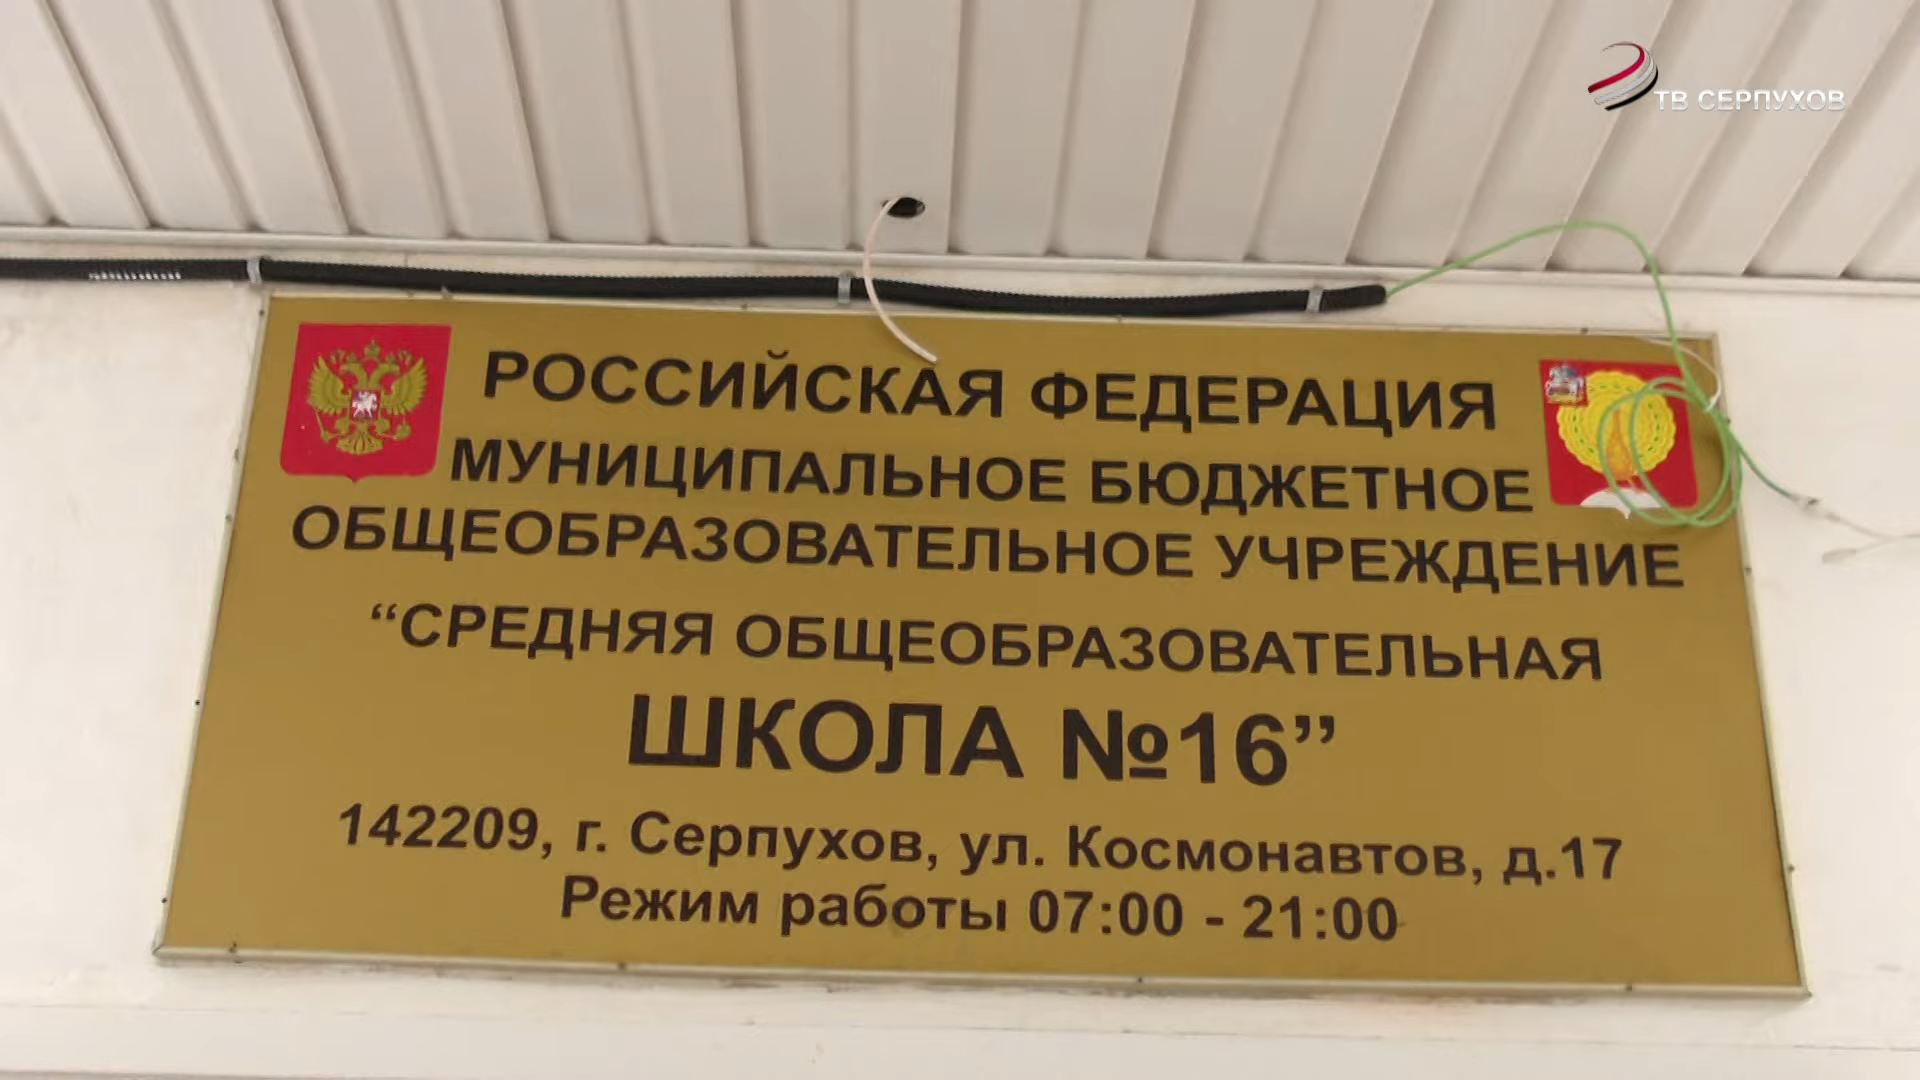 ТВ СЕРПУХОВ
РОССИЙСКАЯ ФЕДЕРАЦИЯ
МУНИЦИПАЛЬНОЕ БЮДЖЕТНОЕ
ОБЩЕОБРАЗОВАТЕЛЬНОЕ УЧРЕЖДЕНИЕ
“СРЕДНЯЯ ОБЩЕОБРАЗОВАТЕЛЬНАЯ
ШКОЛА №16”
142209, г. Серпухов, ул. Космонавтов, д.17
Режим работы 07:00 - 21:00